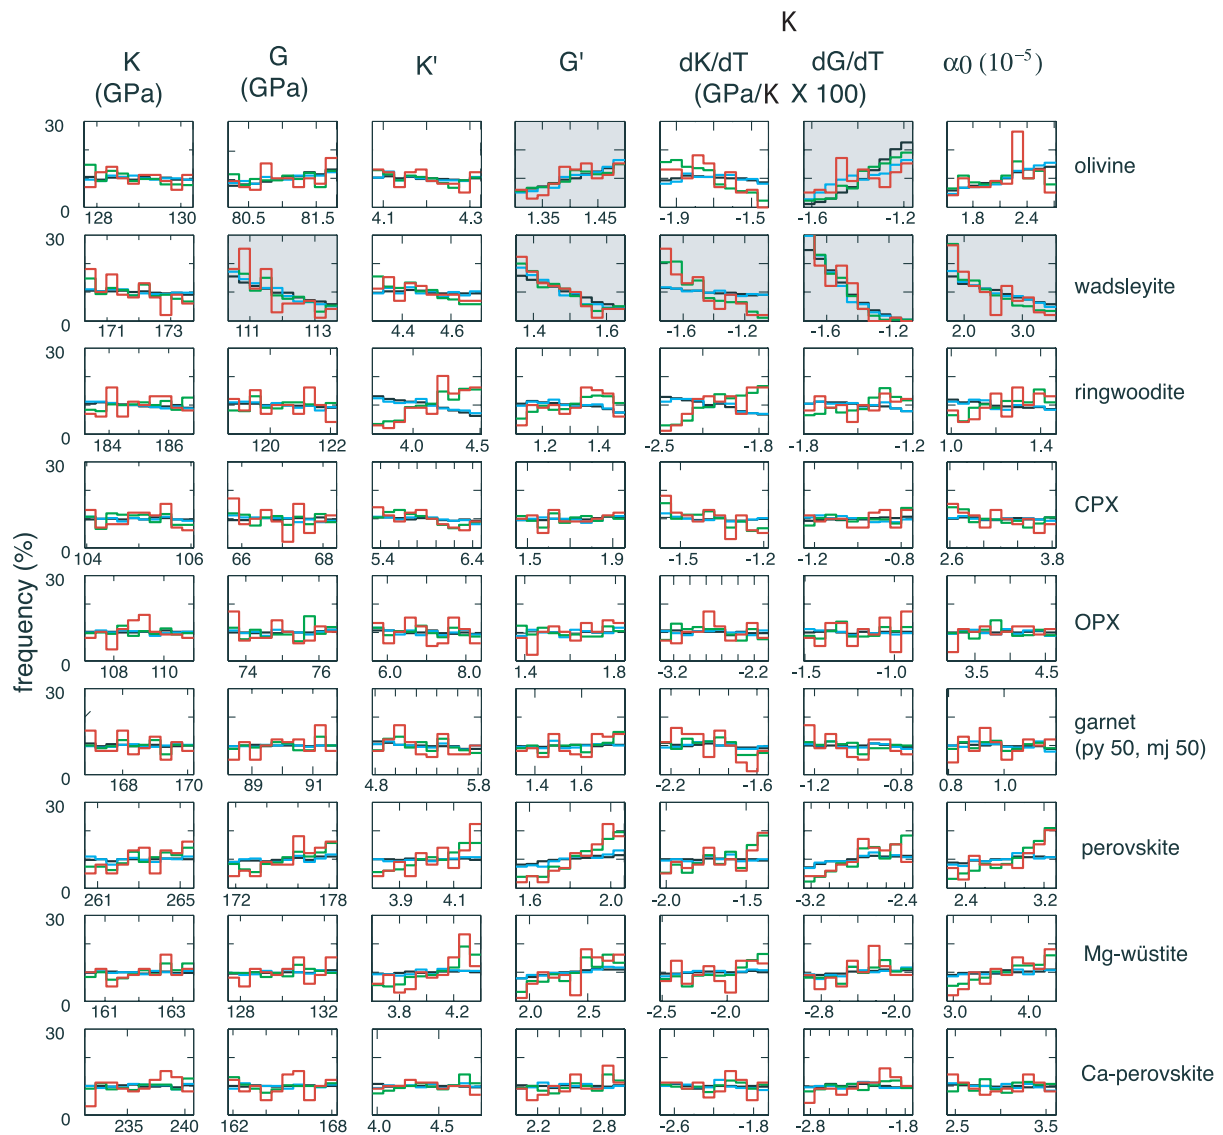 K
K G K' G' dK/dT dG/dT α0 (10⁻⁵)
(GPa) (GPa) (GPa/K X 100)
frequency (%)
30
0
128 130 80.5 81.5 4.1 4.3 1.35 1.45 -1.9 -1.5 -1.6 -1.2 1.8 2.4
olivine
30
0
171 173 111 113 4.4 4.6 1.4 1.6 -1.6 -1.2 -1.6 -1.2 2.0 3.0
wadsleyite
30
0
184 186 120 122 4.0 4.5 1.2 1.4 -2.5 -1.8 -1.8 -1.2 1.0 1.4
ringwoodite
30
0
104 106 66 68 5.4 6.4 1.5 1.9 -1.5 -1.2 -1.2 -0.8 2.6 3.8
CPX
30
0
108 110 74 76 6.0 8.0 1.4 1.8 -3.2 -2.2 -1.5 -1.0 3.5 4.5
OPX
30
0
168 170 89 91 4.8 5.8 1.4 1.6 -2.2 -1.6 -1.2 -0.8 0.8 1.0
garnet
(py 50, mj 50)
30
0
261 265 172 178 3.9 4.1 1.6 2.0 -2.0 -1.5 -3.2 -2.4 2.4 3.2
perovskite
30
0
161 163 128 132 3.8 4.2 2.0 2.5 -2.5 -2.0 -2.8 -2.0 3.0 4.0
Mg-wüstite
30
0
235 240 162 168 4.0 4.5 2.0 2.8 -2.6 -1.8 -2.8 -1.8 2.5 3.5
Ca-perovskite